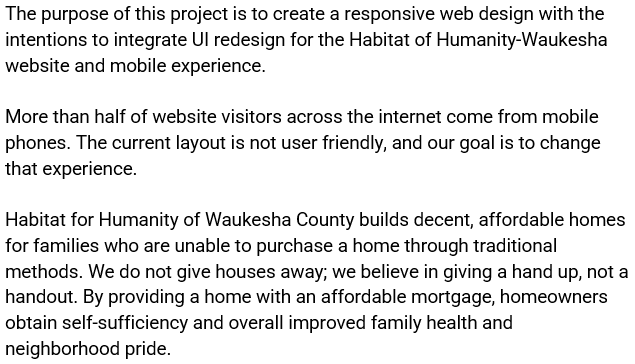 The purpose of this project is to create a responsive web design with the
intentions to integrate UI redesign for the Habitat of Humanity-Waukesha
website and mobile experience.
More than half of website visitors across the internet come from mobile
phones. The current layout is not user friendly, and our goal is to change
that experience.
Habitat for Humanity of Waukesha County builds decent, affordable homes
for families who are unable to purchase a home through traditional
methods. We do not give houses away; we believe in giving a hand up, not a
handout. By providing a home with an affordable mortgage, homeowners
obtain self-sufficiency and overall improved family health and
neighborhood pride.